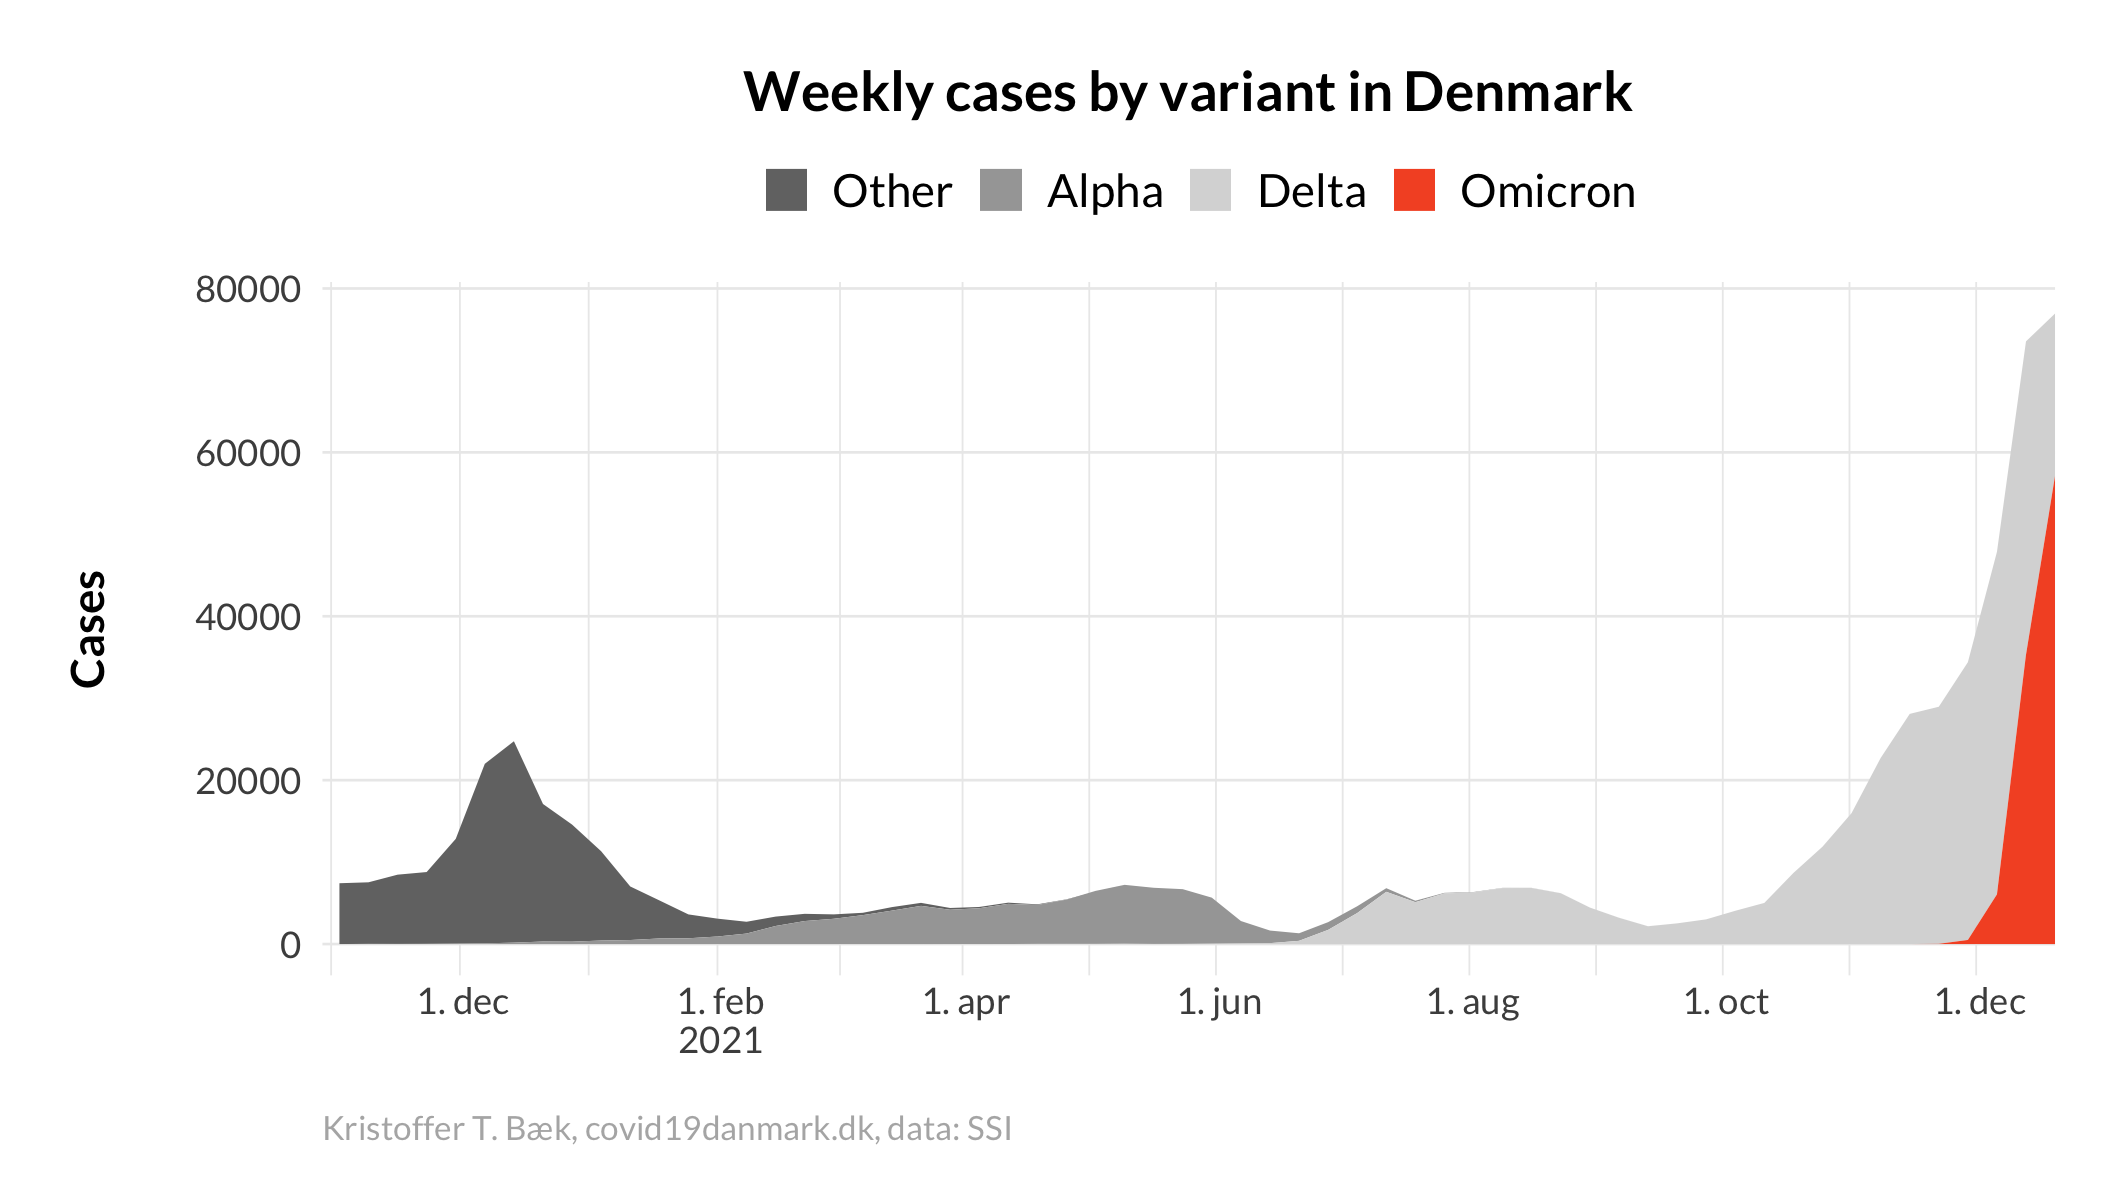 Weekly cases by variant in Denmark
Other Alpha Delta Omicron
80000
60000
40000
20000
0
Cases
1. dec 1. feb 1. apr 1. jun 1. aug 1. oct 1. dec
2021
Kristoffer T. Bæk, covid19danmark.dk, data: SSI